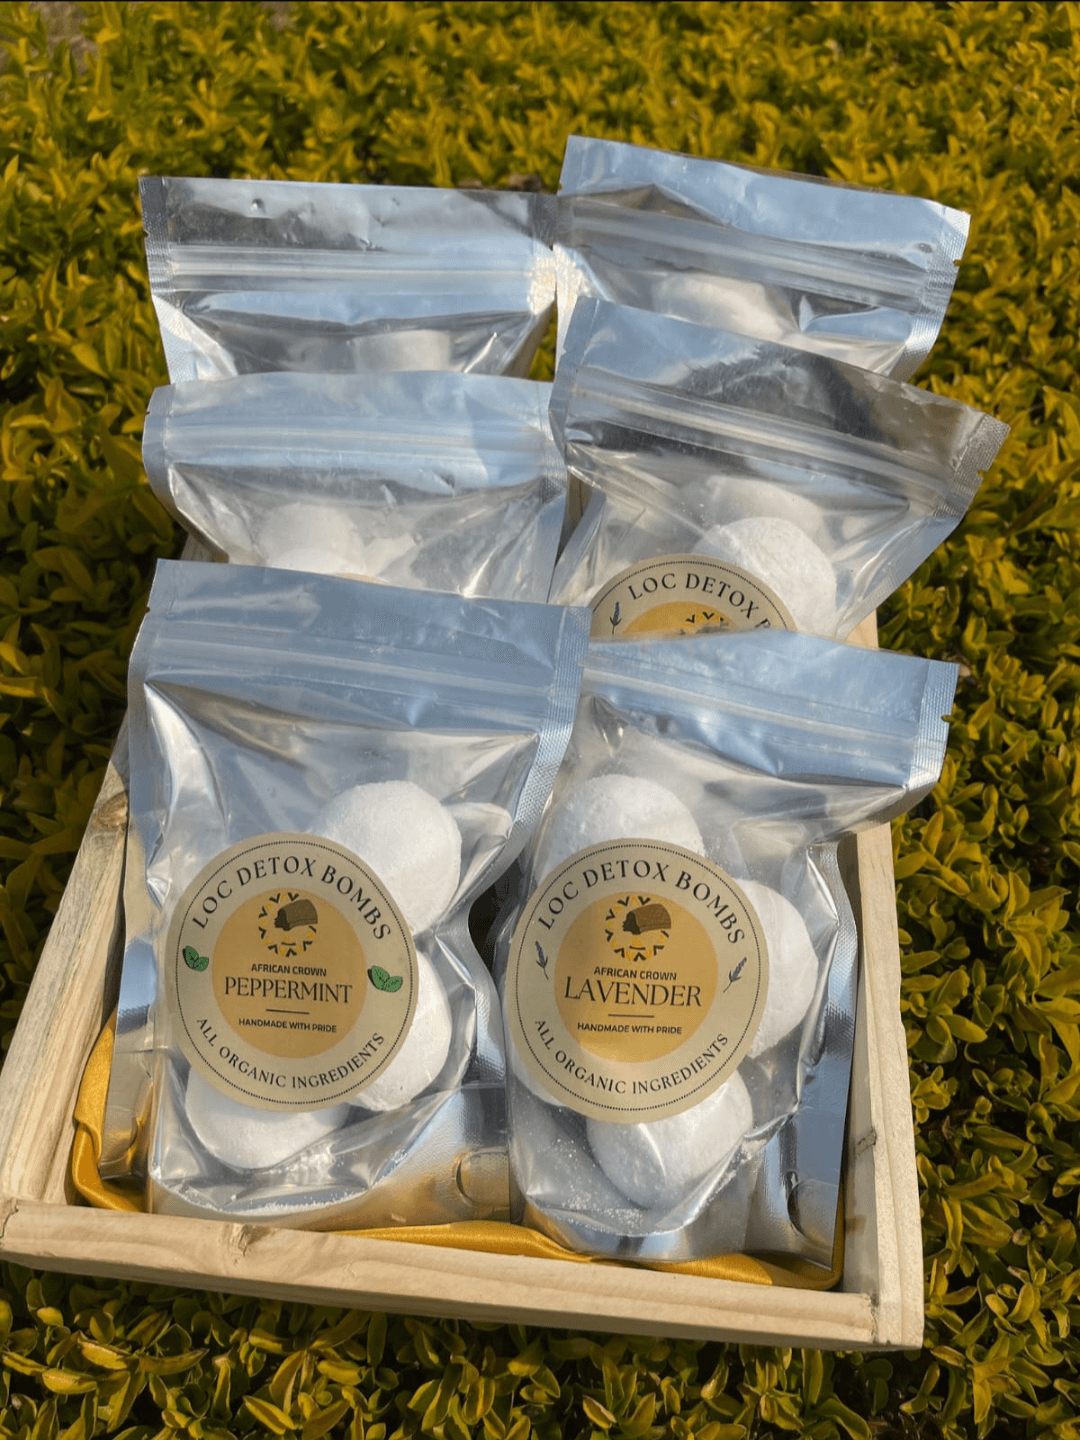 LOC DETOX B
LOC DETOX BOMBS
AFRICAN CROWN
PEPPERMINT
HANDMADE WITH PRIDE
ALL ORGANIC INGREDIENTS
LOC DETOX BOMBS
AFRICAN CROWN
LAVENDER
HANDMADE WITH PRIDE
ALL ORGANIC INGREDIENTS